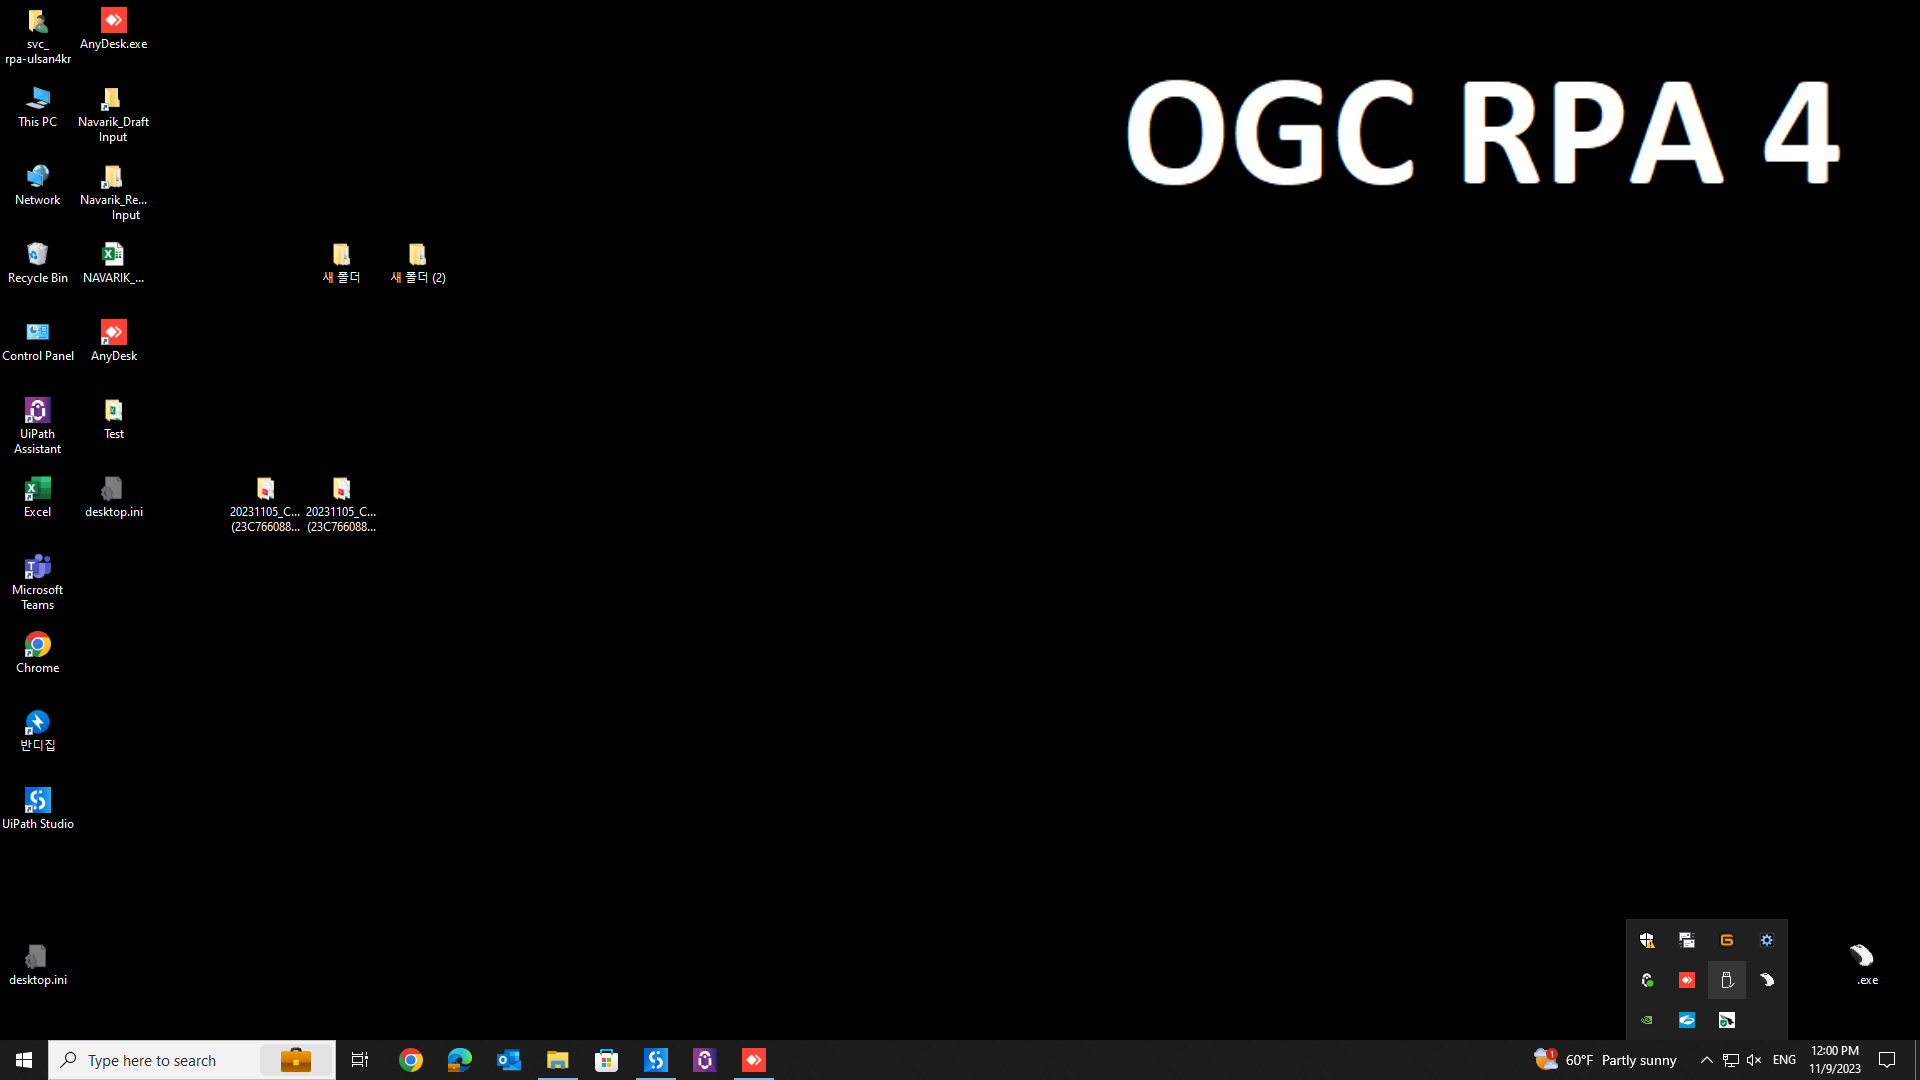 svc_
rpa-ulsan4kr
AnyDesk.exe
OGC RPA 4
This PC
Navarik_Draft
Input
Network
Navarik_Re...
Input
Recycle Bin
NAVARIK_...
새 폴더
새 폴더 (2)
Control Panel
AnyDesk
UiPath
Assistant
Test
Excel
desktop.ini
20231105_C...
(23C766088...
20231105_C...
(23C766088...
Microsoft
Teams
Chrome
반디집
UiPath Studio
desktop.ini
.exe
Type here to search
1
60°F Partly sunny
ENG
12:00 PM
11/9/2023